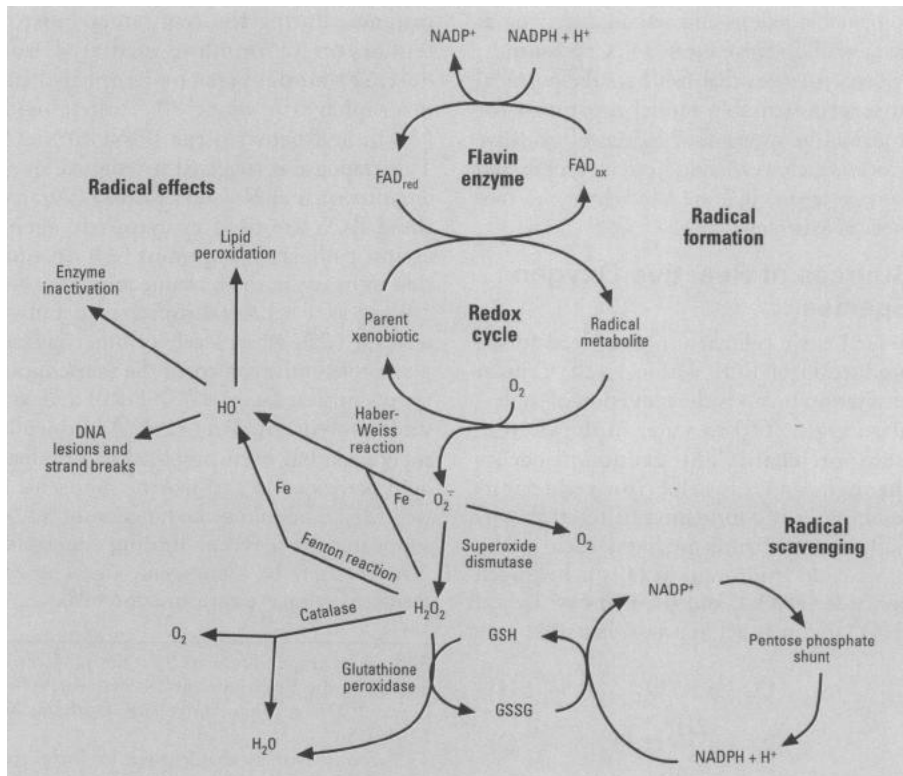 NADP⁺
NADPH + H⁺
Radical effects
FAD_red
Flavin
enzyme
FAD_ox
Radical
formation
Lipid
peroxidation
Enzyme
inactivation
Parent
xenobiotic
Redox
cycle
Radical
metabolite
O₂
HO•
Haber-
Weiss
reaction
DNA
lesions and
strand breaks
Fe
Fe
O₂⁻
Superoxide
dismutase
O₂
Radical
scavenging
Fenton reaction
H₂O₂
Catalase
O₂
NADP⁺
GSH
Pentose phosphate
shunt
Glutathione
peroxidase
GSSG
H₂O
NADPH + H⁺